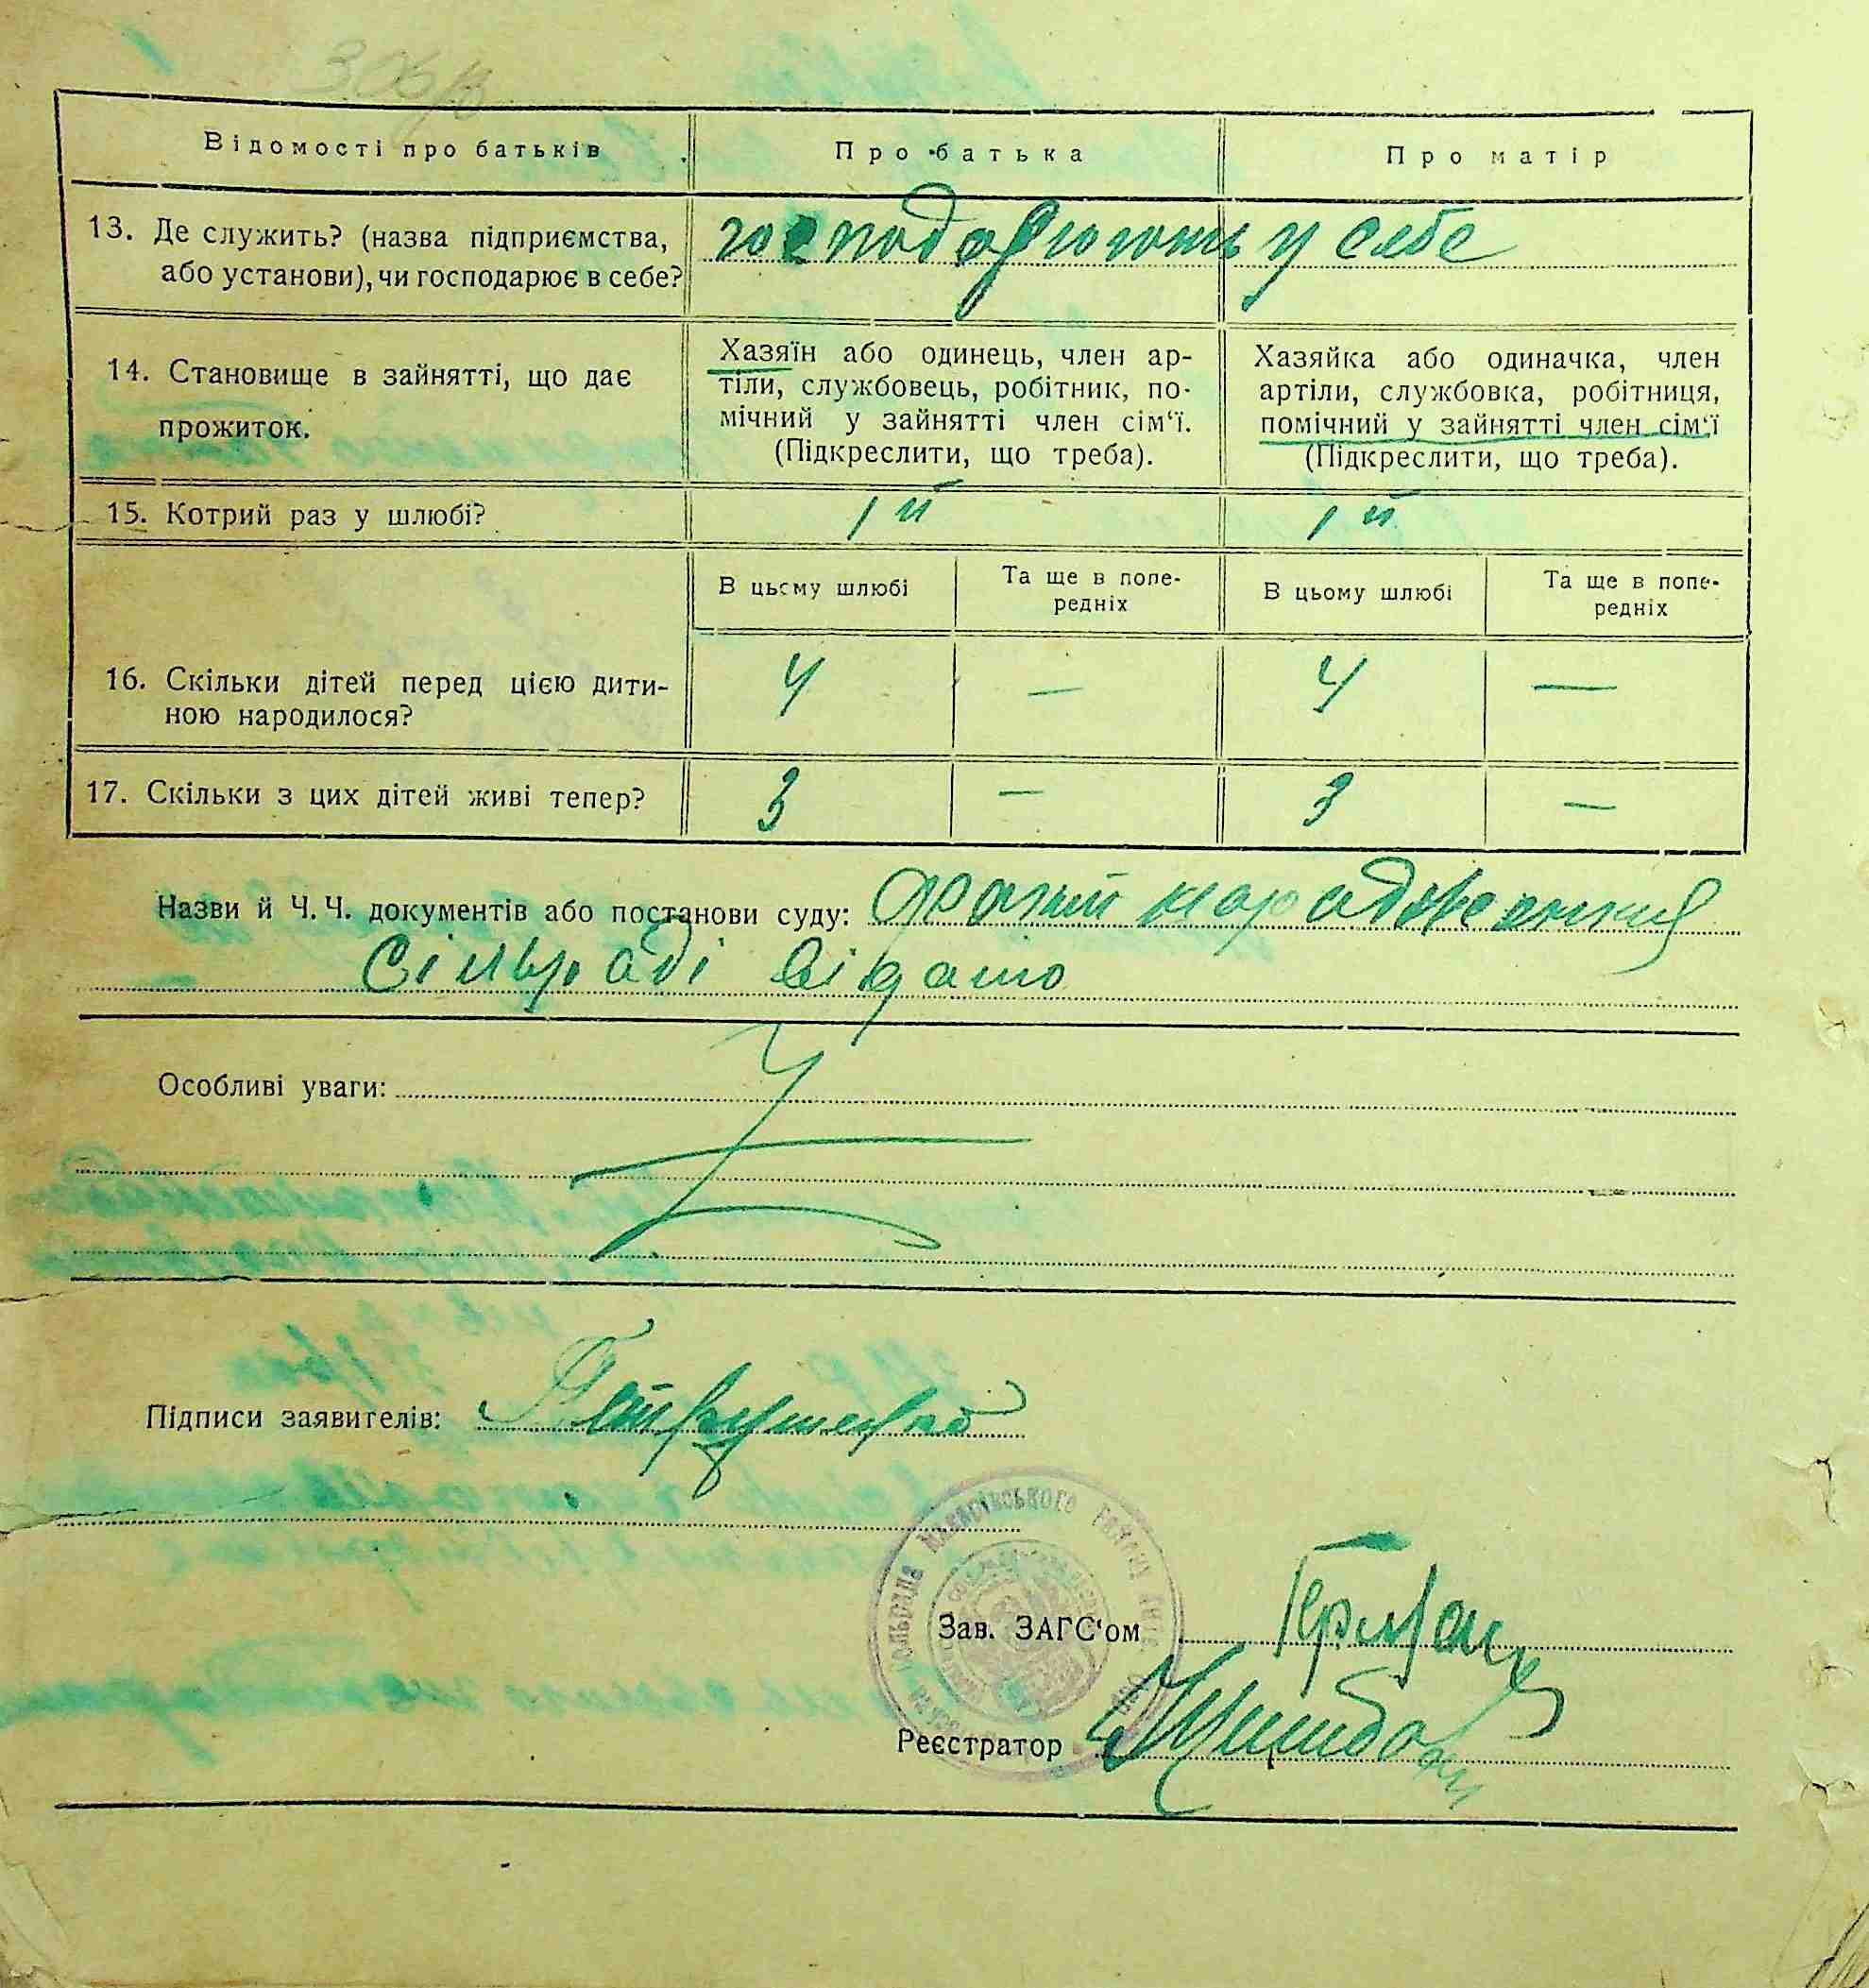 306/в
Відомості про батьків
Про батька
Про матір
13. Де служить? (назва підприємства,
або установи), чи господарює в себе?
господарюють у себе
14. Становище в зайнятті, що дає
прожиток.
Хазяїн або одинець, член ар-
тіли, службовець, робітник, по-
мічний у зайнятті член сім'ї.
(Підкреслити, що треба).
Хазяйка або одиначка, член
артіли, службовка, робітниця,
помічний у зайнятті член сім'ї
(Підкреслити, що треба).
15. Котрий раз у шлюбі?
1й
1й
В цьому шлюбі
Та ще в попе-
редніх
В цьому шлюбі
Та ще в попе-
редніх
16. Скільки дітей перед цією дити-
ною народилося?
4 — 4 —
17. Скільки з цих дітей живі тепер?
3 — 3 —
Назви й Ч. Ч. документів або постанови суду:
Сільраді відато
Особливі уваги:
Підписи заявителів:
Зав. ЗАГС'ом
Реєстратор